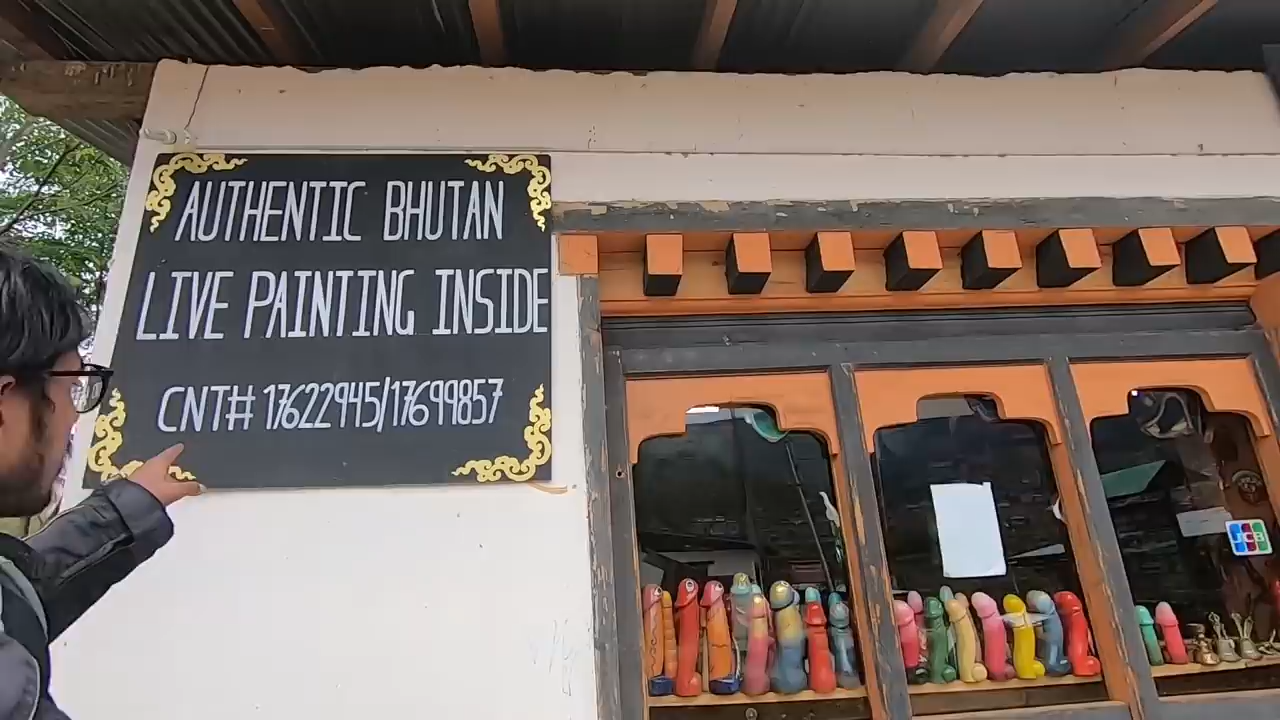 AUTHENTIC BHUTAN
LIVE PAINTING INSIDE
CNT# 17622945/17699857
JCB